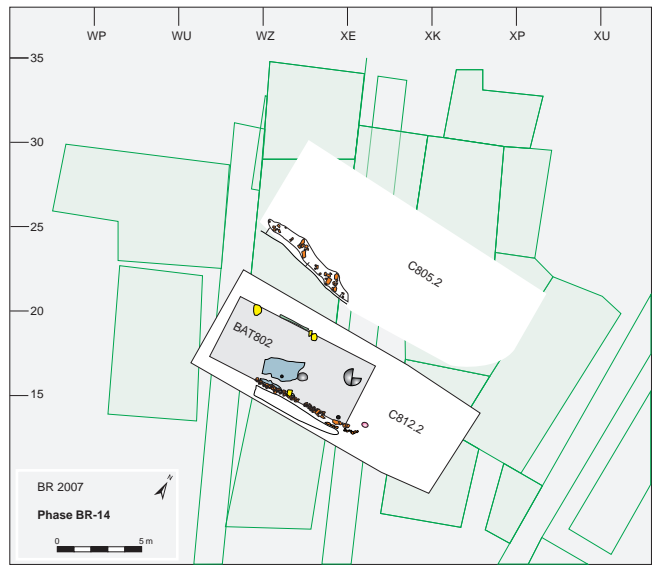 WP WU WZ XE XK XP XU
35
30
25
20
15
C805.2
BAT802
C812.2
BR 2007
N
Phase BR-14
0 5 m